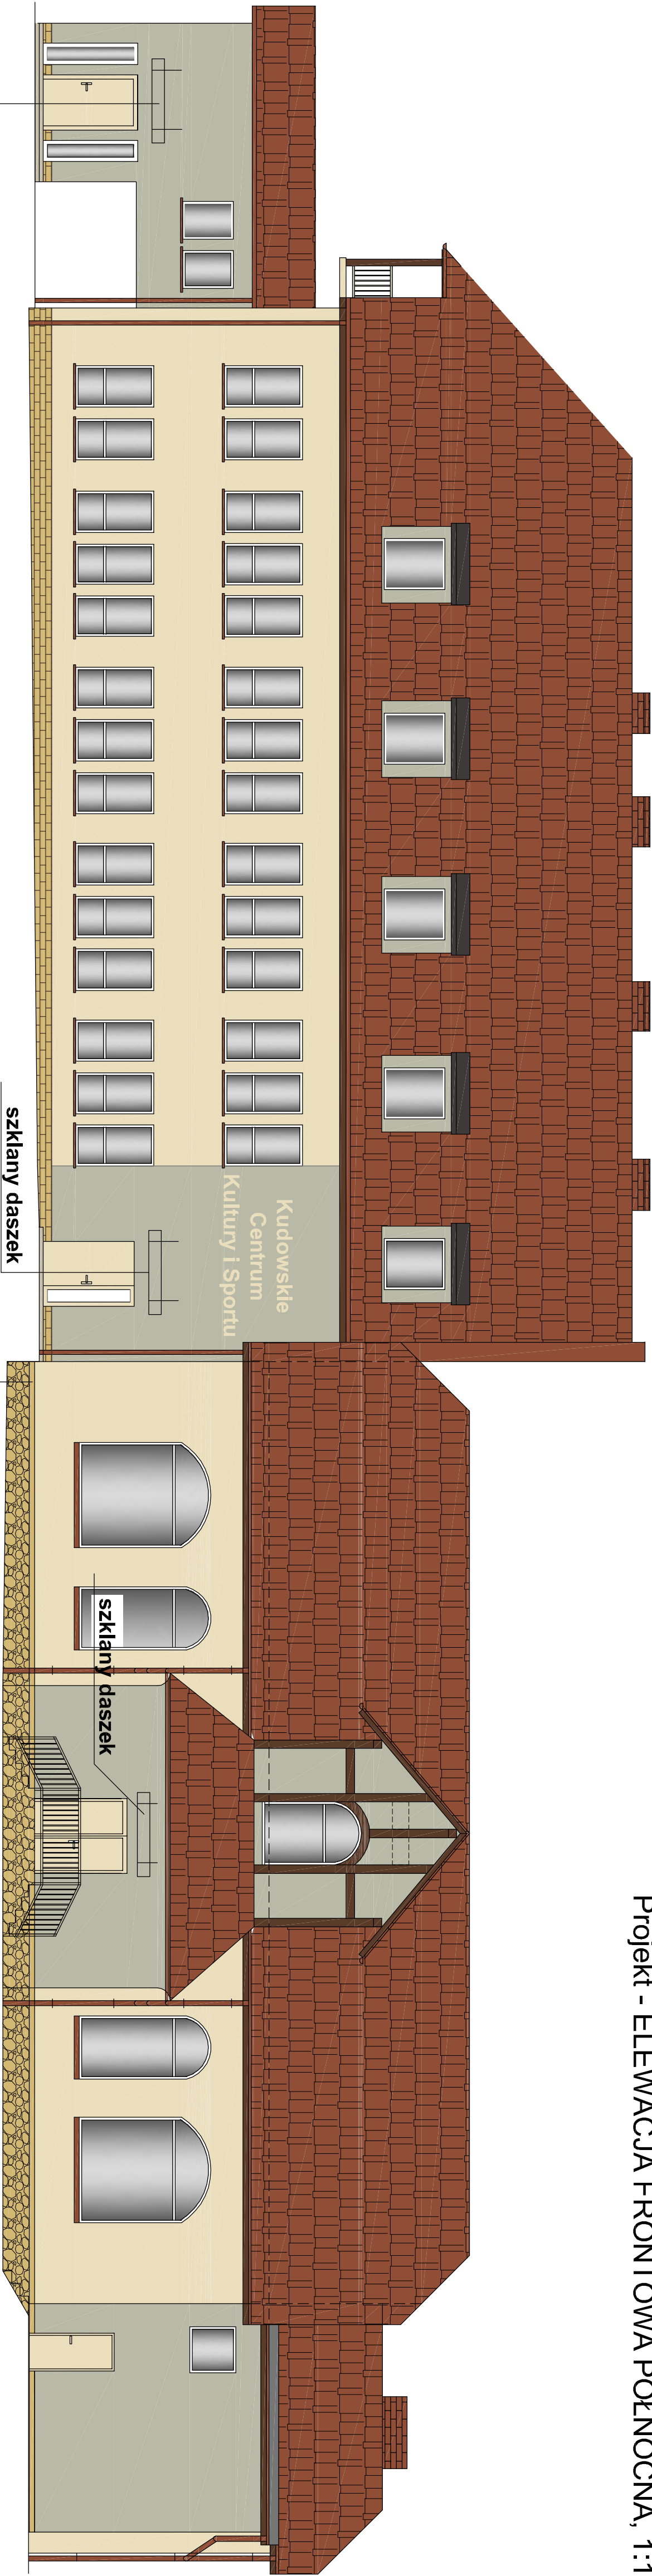 Projekt - ELEWACJA FRONTOWA PÓŁNOCNA, 1:1
Kudowskie
Centrum
Kultury i Sportu
szklany daszek
szklany daszek